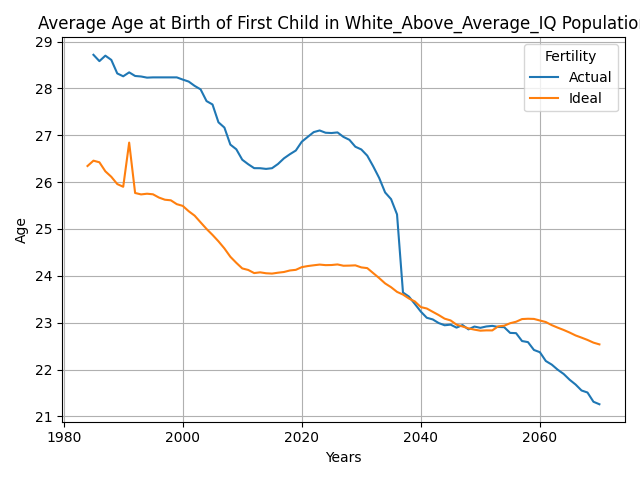 Average Age at Birth of First Child in White_Above_Average_IQ Population
29
28
27
26
25
24
23
22
21
Age
1980
2000
2020
2040
2060
Years
Fertility
Actual
Ideal